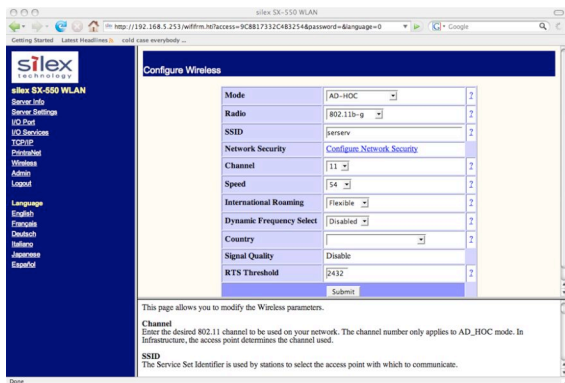 silex SX-550 WLAN
http://192.168.5.253/wififrm.htl?access=9C8B17332C4B3254&password=&language=0
Google
Getting Started Latest Headlines cold case everybody ...
silex
technology
silex SX-550 WLAN
Server Info
Server Settings
I/O Port
I/O Services
TCP/IP
PrintraNet
Wireless
Admin
Logout
Language
English
Français
Deutsch
Italiano
Japanese
Español
Configure Wireless
Mode AD-HOC ?
Radio 802.11b-g ?
SSID serserv ?
Network Security Configure Network Security
Channel 11 ?
Speed 54 ?
International Roaming Flexible ?
Dynamic Frequency Select Disabled ?
Country ?
Signal Quality Disable
RTS Threshold 2432 ?
Submit
This page allows you to modify the Wireless parameters.
Channel
Enter the desired 802.11 channel to be used on your network. The channel number only applies to AD_HOC mode. In
Infrastructure, the access point determines the channel used.
SSID
The Service Set Identifier is used by stations to select the access point with which to communicate.
Done